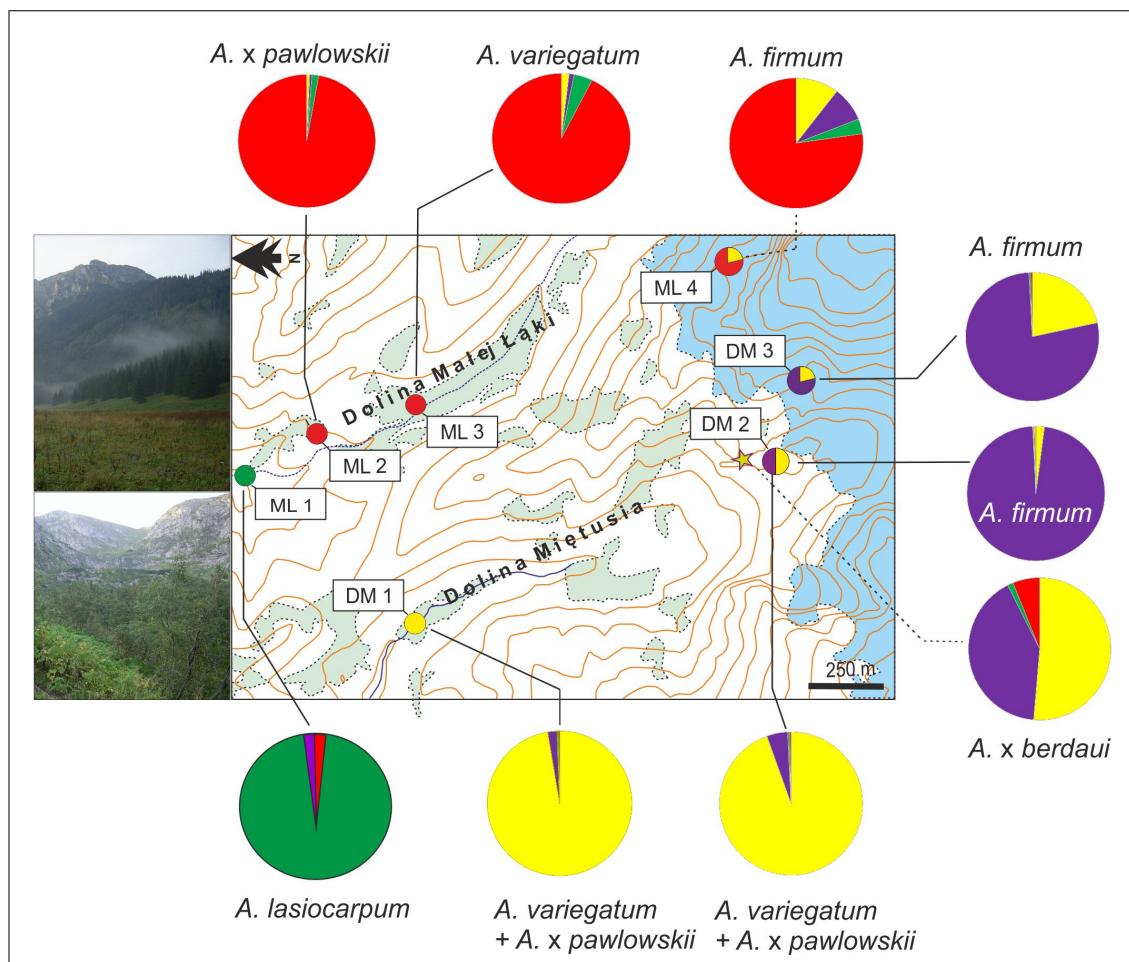 A. x pawlowskii
A. variegatum
A. firmum
A. firmum
N
ML 4
DM 3
Dolina Małej Łąki
ML 3
DM 2
ML 2
ML 1
A. firmum
Dolina Miętusia
DM 1
250 m
A. x berdaui
A. lasiocarpum
A. variegatum
+ A. x pawlowskii
A. variegatum
+ A. x pawlowskii